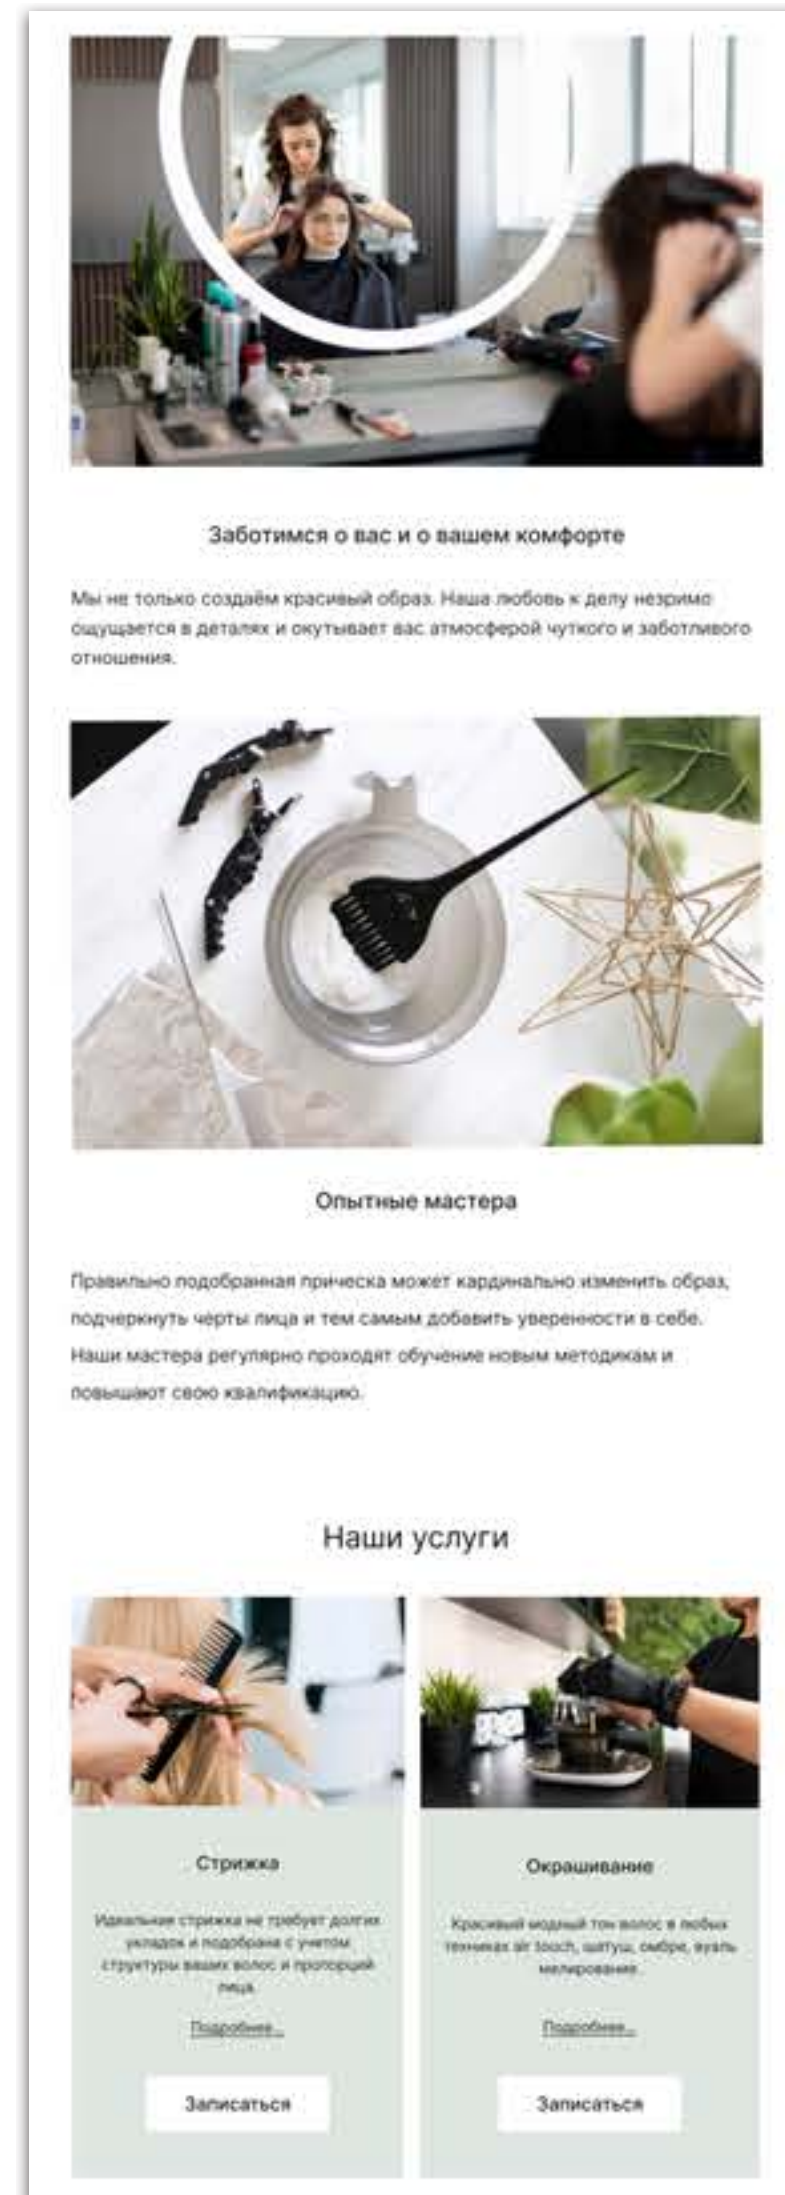 Заботимся о вас и о вашем комфорте
Мы не только создаём красивый образ. Наша любовь к делу незримо
ощущается в деталях и окутывает вас атмосферой чуткого и заботливого
отношения.
Опытные мастера
Правильно подобранная прическа может кардинально изменить образ,
подчеркнуть черты лица и тем самым добавить уверенности в себе.
Наши мастера регулярно проходят обучение новым методикам и
повышают свою квалификацию.
Наши услуги
Стрижка
Идеальная стрижка не требует долгих
укладок и подобрана с учетом
структуры ваших волос и пропорций
лица.
Подробнее...
Записаться
Окрашивание
Красивый модный тон волос в любых
техниках air touch, шатуш, омбре, вуаль
мелирование.
Подробнее...
Записаться